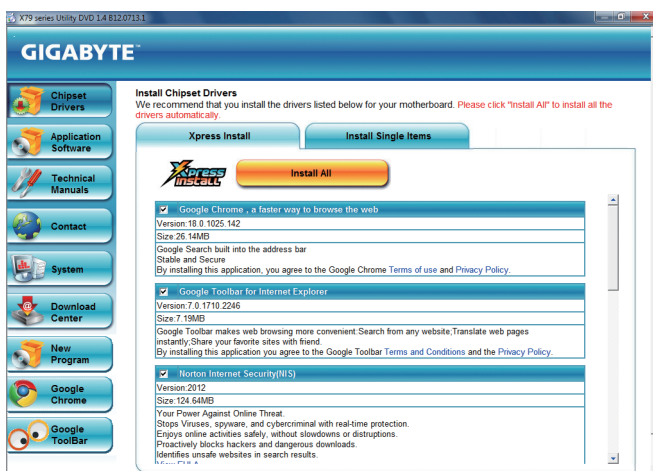 X79 series Utility DVD 1.4 B12.0713.1
GIGABYTE™
Chipset
Drivers
Application
Software
Technical
Manuals
Contact
System
Download
Center
New
Program
Google
Chrome
Google
ToolBar
Install Chipset Drivers
We recommend that you install the drivers listed below for your motherboard. Please click "Install All" to install all the
drivers automatically.
Xpress Install
Install Single Items
Xpress
Install
Install All
Google Chrome , a faster way to browse the web
Version:18.0.1025.142
Size:26.14MB
Google Search built into the address bar
Stable and Secure
By installing this application, you agree to the Google Chrome Terms of use and Privacy Policy.
Google Toolbar for Internet Explorer
Version:7.0.1710.2246
Size:7.19MB
Google Toolbar makes web browsing more convenient:Search from any website;Translate web pages
instantly;Share your favorite sites with friend.
By installing this application you agree to the Google Toolbar Terms and Conditions and the Privacy Policy.
Norton Internet Security(NIS)
Version:2012
Size:124.64MB
Your Power Against Online Threat.
Stops Viruses, spyware, and cybercriminal with real-time protection.
Enjoys online activities safely, without slowdowns or distruptions.
Proactively blocks hackers and dangerous downloads.
Identifies unsafe websites in search results.
View EULA